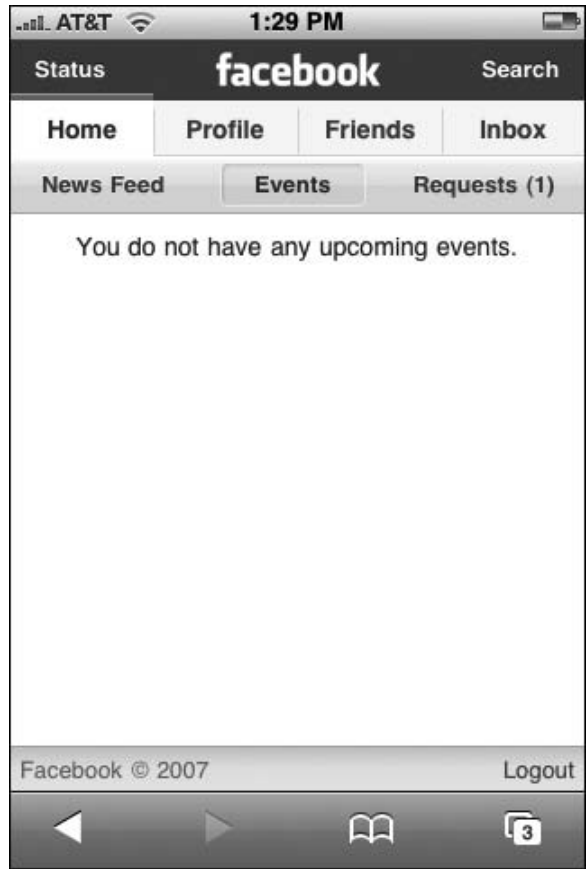 AT&T 1:29 PM
Status facebook Search
Home Profile Friends Inbox
News Feed Events Requests (1)
You do not have any upcoming events.
Facebook © 2007 Logout
3